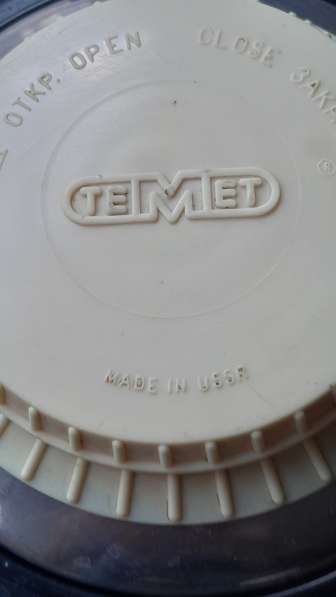 ОТКР. OPEN
CLOSE
TEMET
®
MADE IN USSR